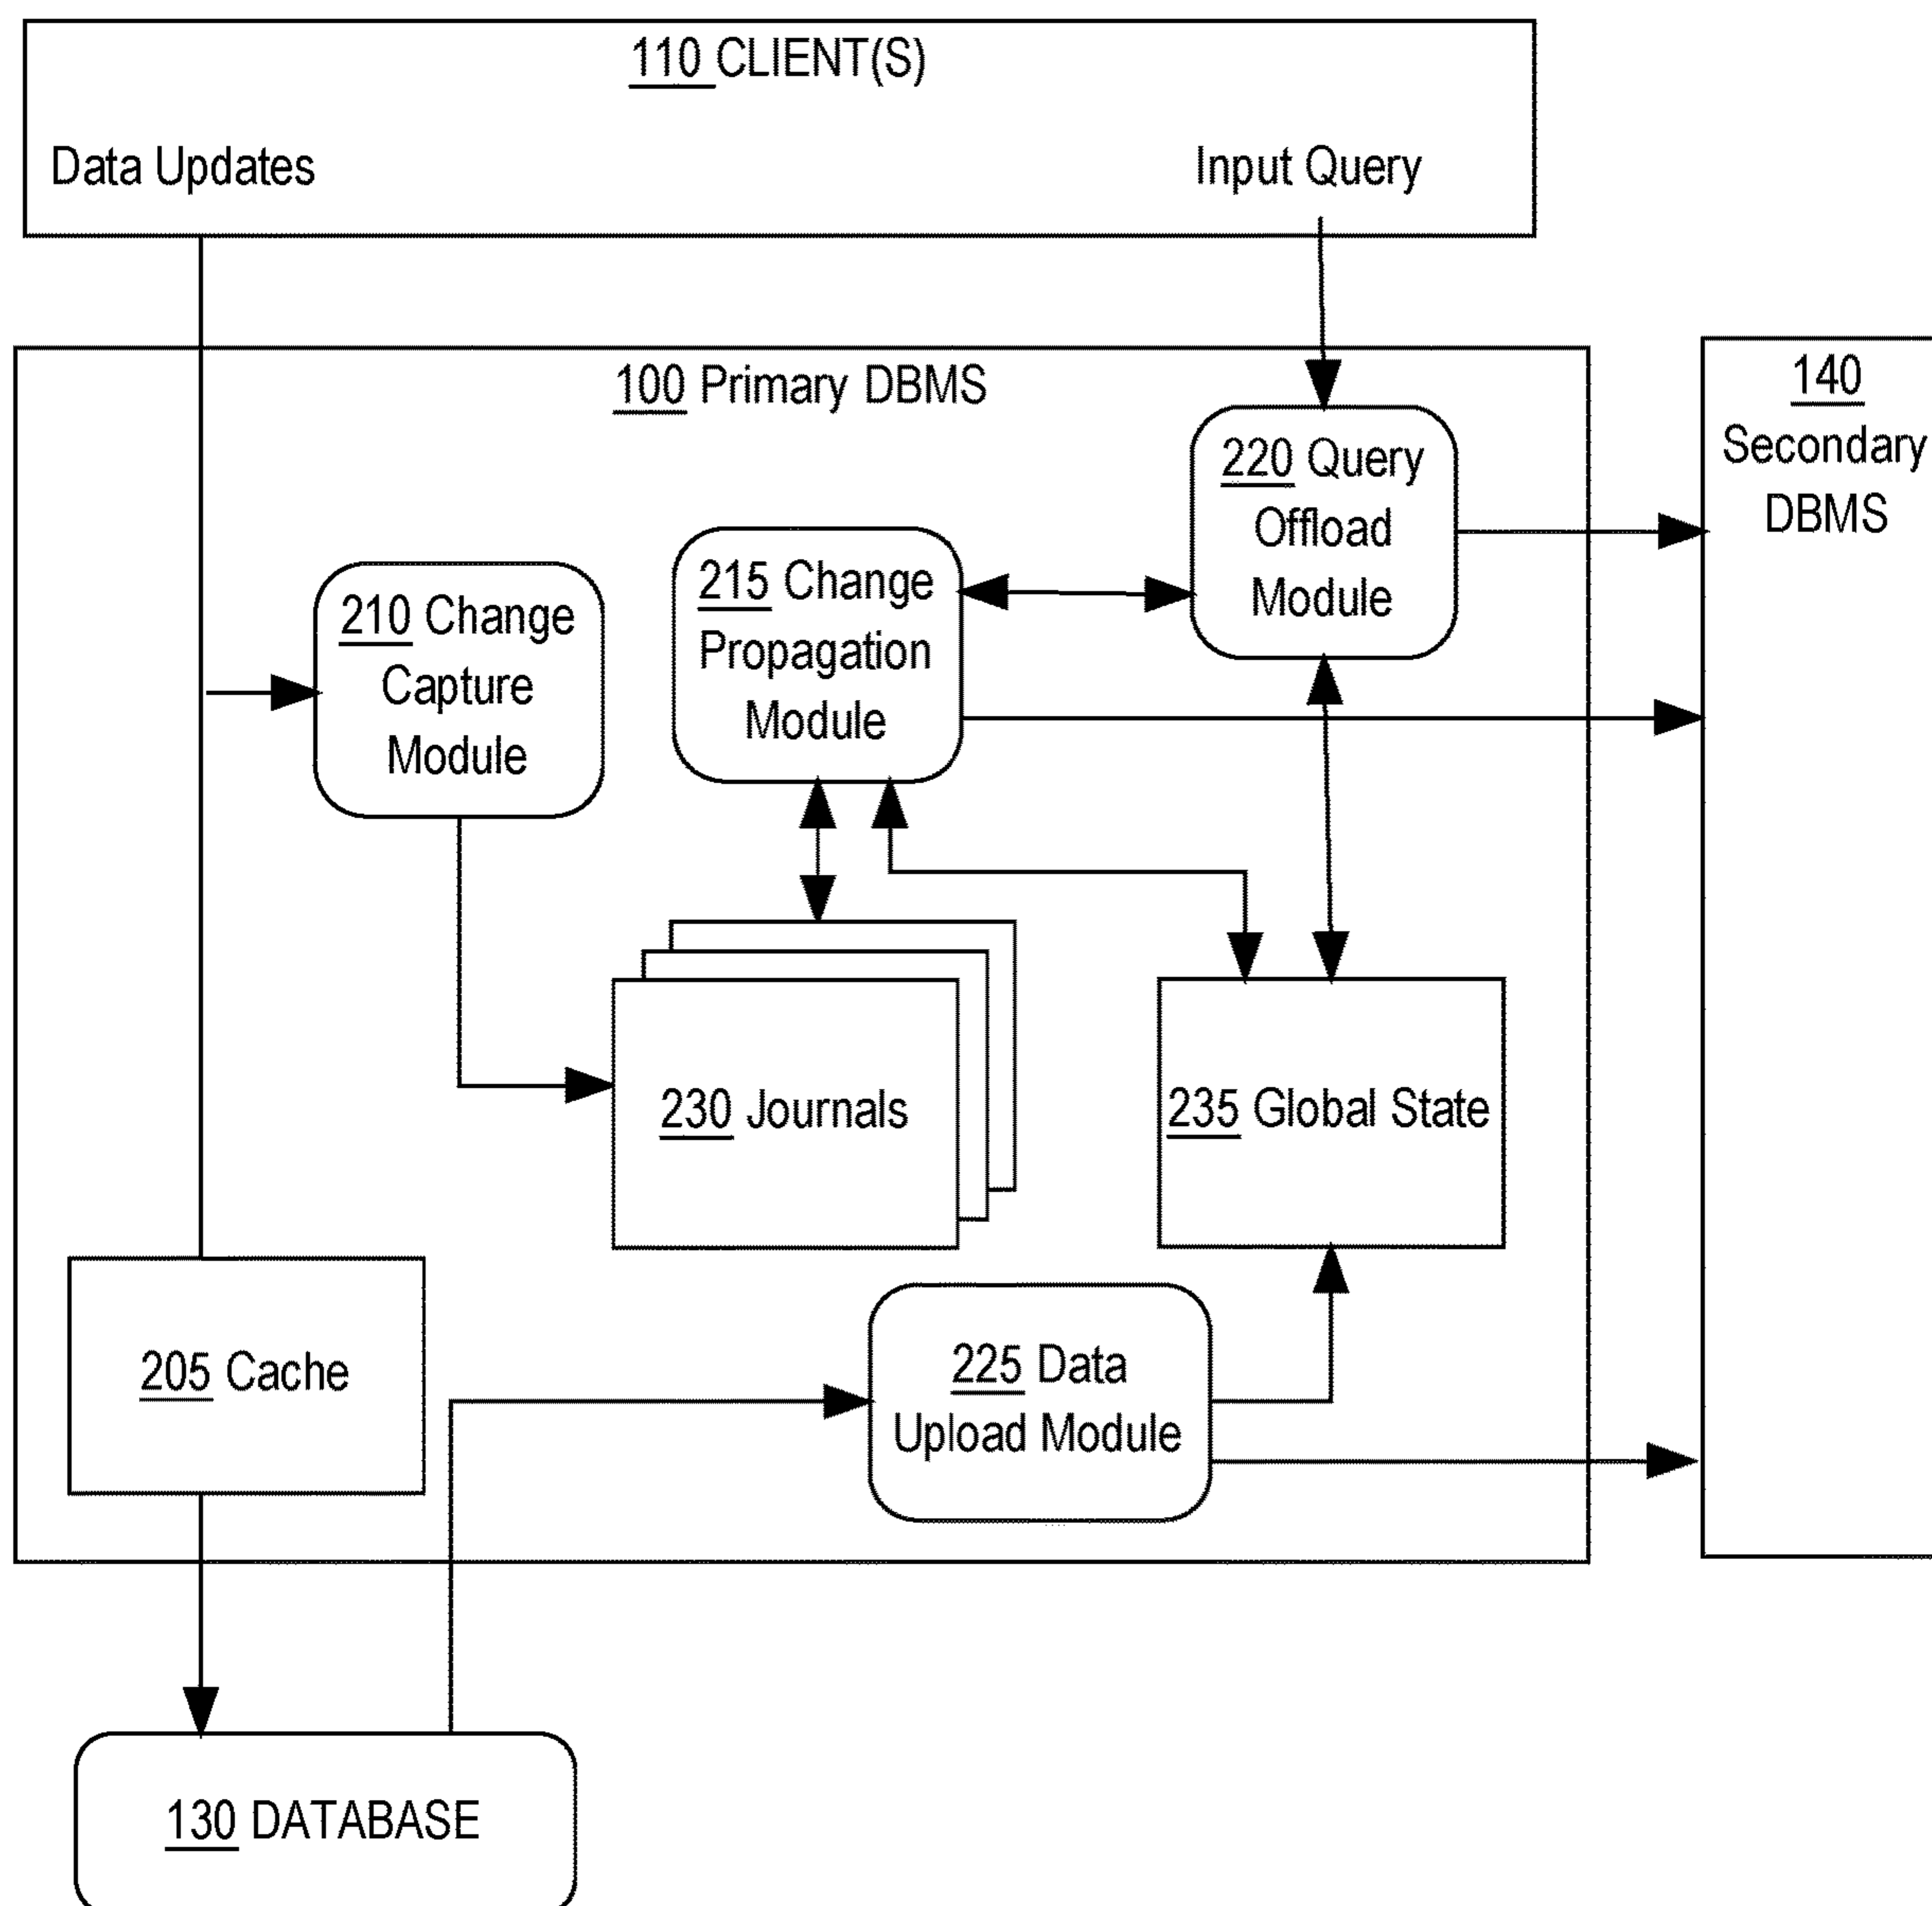 110 CLIENT(S)
Data Updates
Input Query
100 Primary DBMS
140
Secondary
DBMS
220 Query
Offload
Module
215 Change
Propagation
Module
210 Change
Capture
Module
230 Journals
235 Global State
205 Cache
225 Data
Upload Module
130 DATABASE